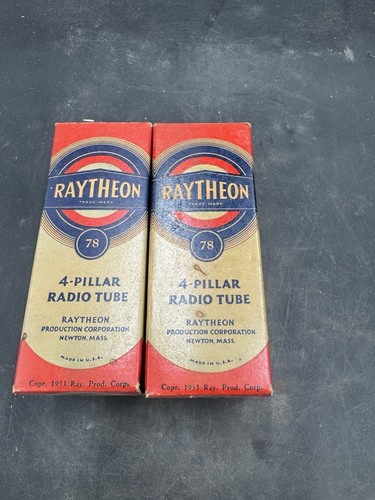 RAYTHEON
TRADE MARK
78
4-PILLAR
RADIO TUBE
RAYTHEON
PRODUCTION CORPORATION
NEWTON, MASS.
MADE IN U.S.A.
Copr. 1933 Ray. Prod. Corp.
RAYTHEON
TRADE MARK
78
4-PILLAR
RADIO TUBE
RAYTHEON
PRODUCTION CORPORATION
NEWTON, MASS.
MADE IN U.S.A.
Copr. 1933 Ray. Prod. Corp.